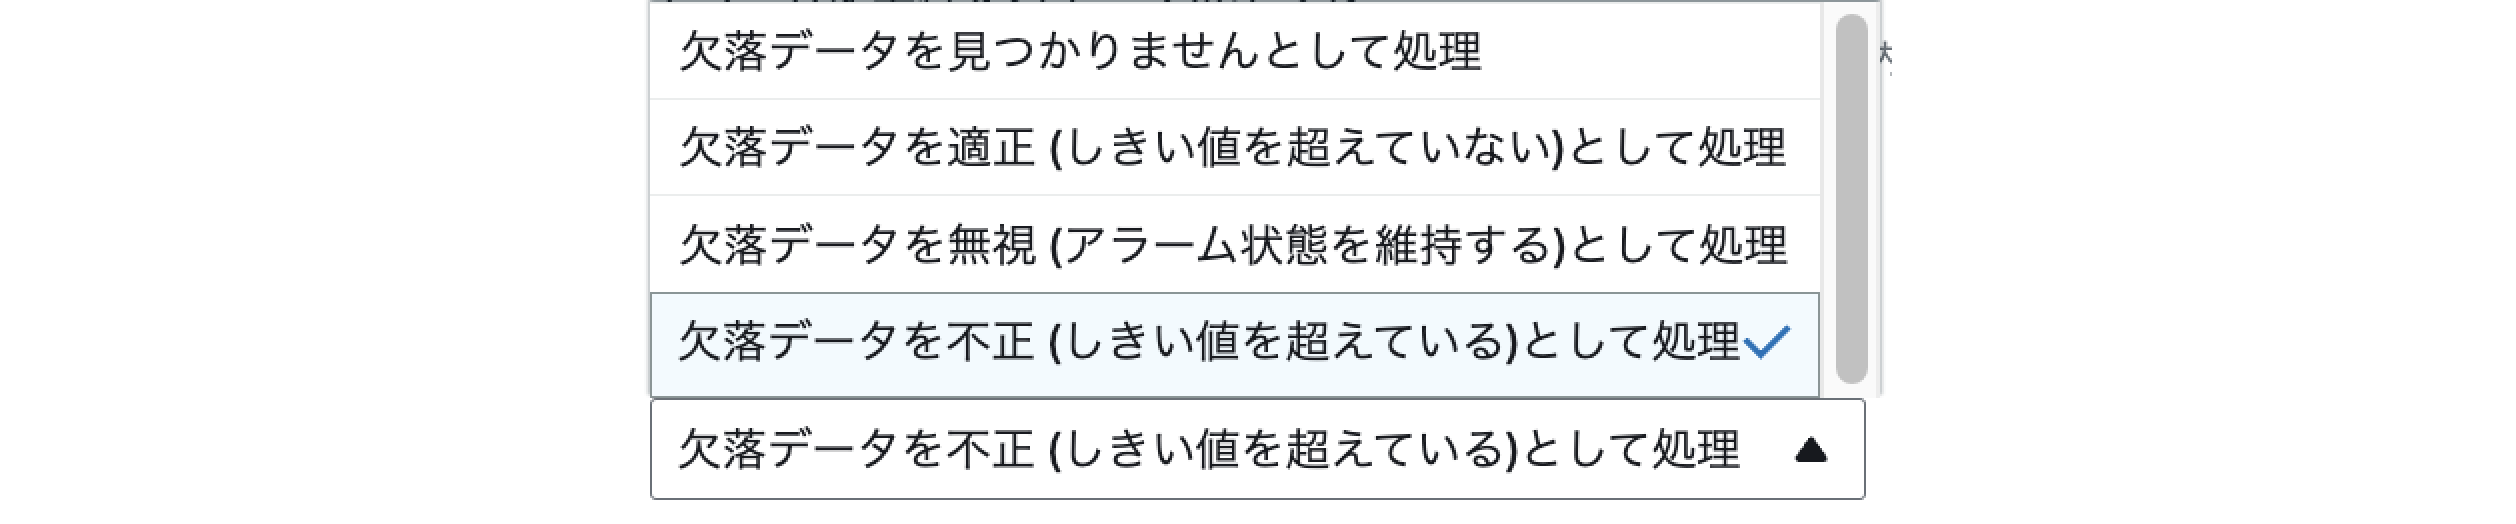 欠落データを見つかりませんとして処理
欠落データを適正 (しきい値を超えていない)として処理
欠落データを無視 (アラーム状態を維持する)として処理
欠落データを不正 (しきい値を超えている)として処理
欠落データを不正 (しきい値を超えている)として処理